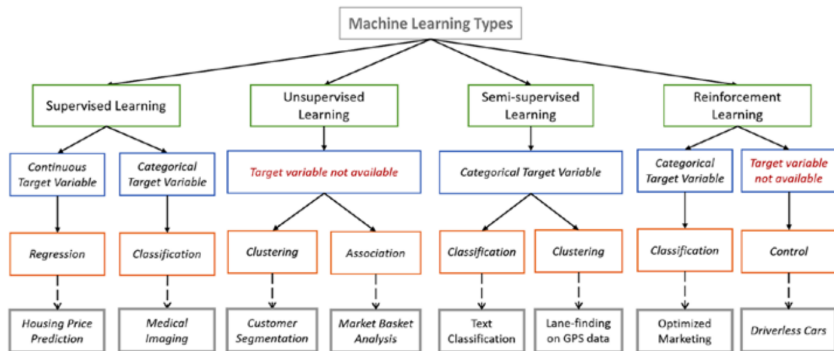 Machine Learning Types
Supervised Learning
Unsupervised
Learning
Semi-supervised
Learning
Reinforcement
Learning
Continuous
Target Variable
Categorical
Target Variable
Target variable not available
Categorical Target Variable
Categorical
Target Variable
Target variable
not available
Regression
Classification
Clustering
Association
Classification
Clustering
Classification
Control
Housing Price
Prediction
Medical
Imaging
Customer
Segmentation
Market Basket
Analysis
Text
Classification
Lane-finding
on GPS data
Optimized
Marketing
Driverless Cars